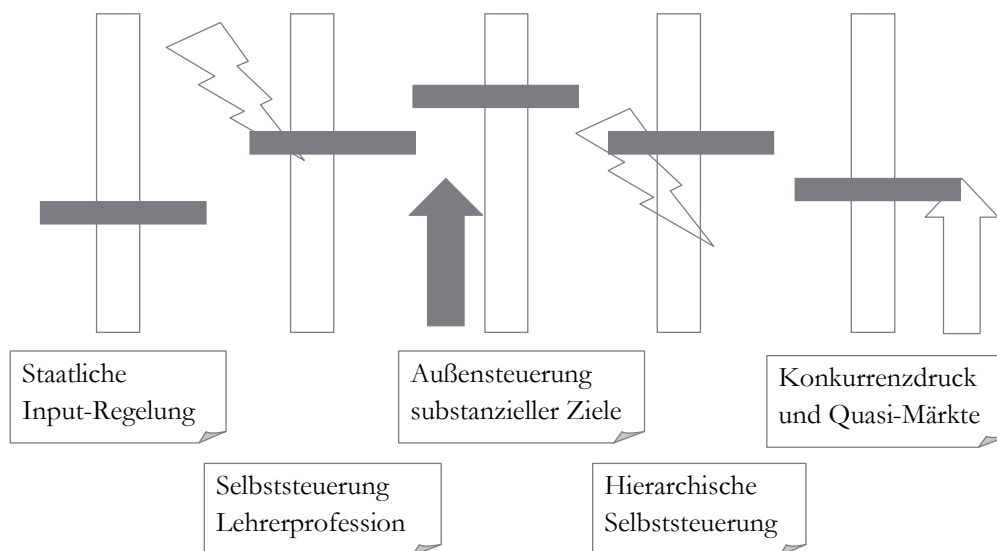 Staatliche
Input-Regelung
Selbststeuerung
Lehrerprofession
Außensteuerung
substanzieller Ziele
Hierarchische
Selbststeuerung
Konkurrenzdruck
und Quasi-Märkte